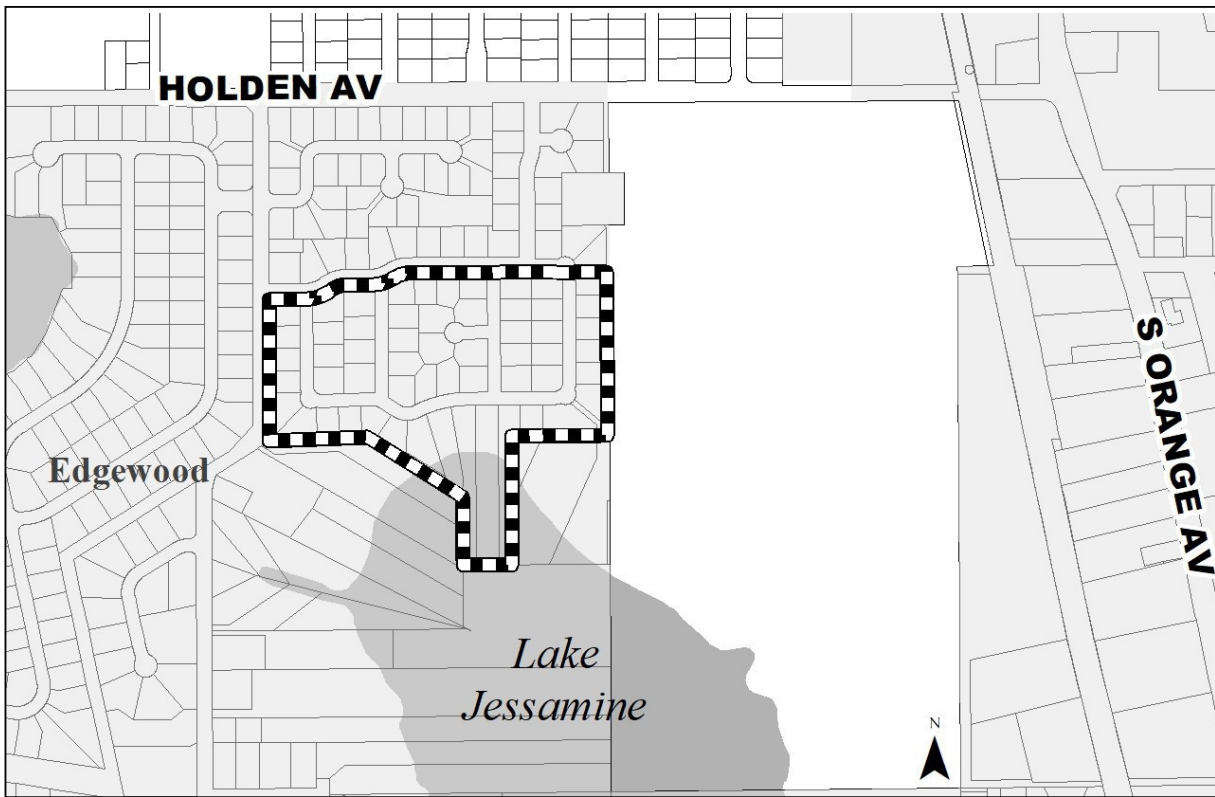 HOLDEN AV
S ORANGE AV
Edgewood
Lake
Jessamine
N